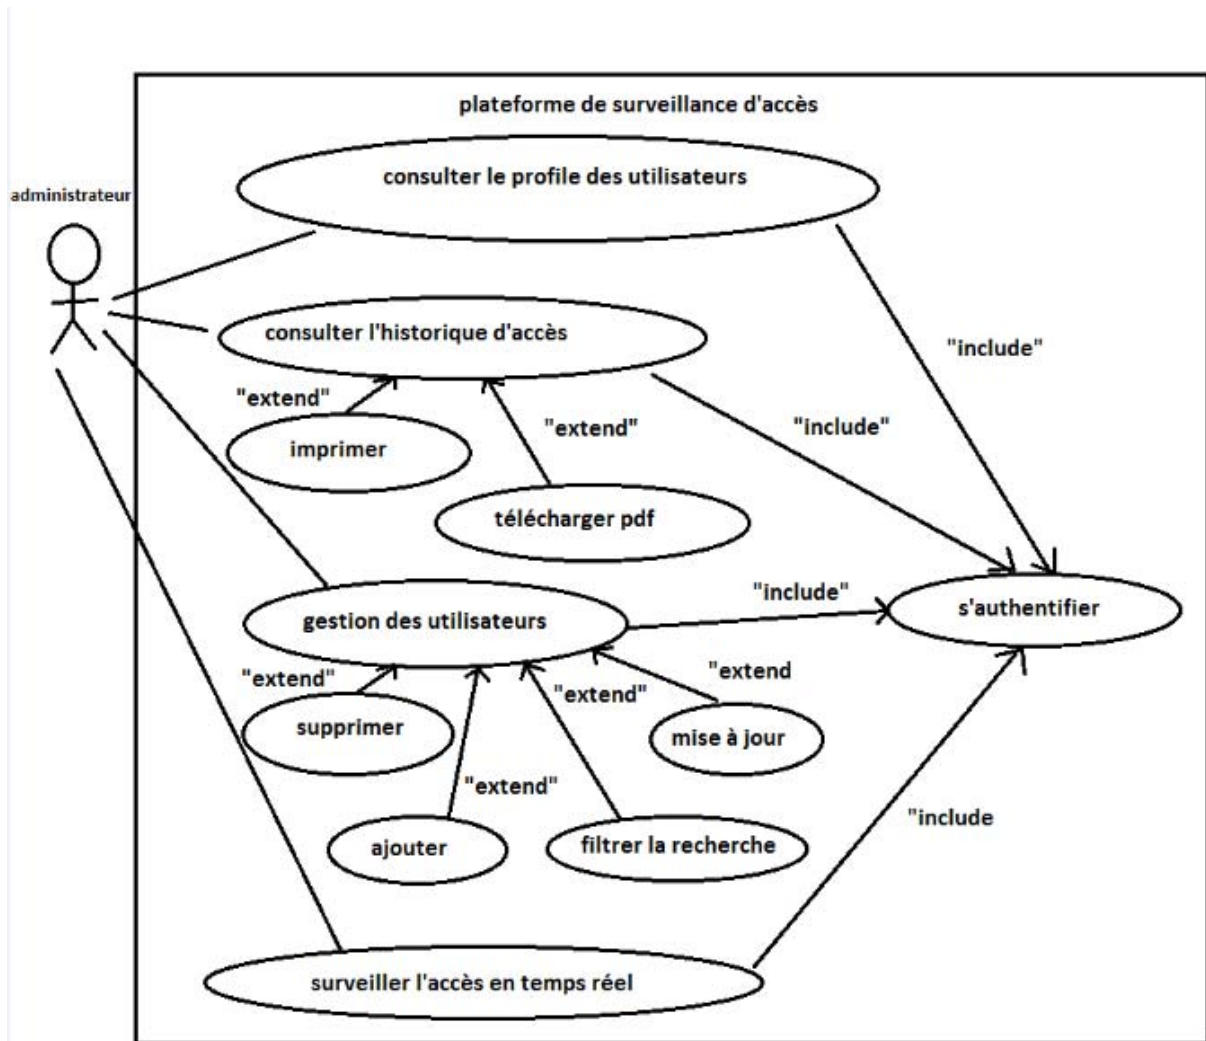 plateforme de surveillance d'accès
consulter le profile des utilisateurs
administrateur
consulter l'historique d'accès
"include"
"extend"
"extend"
"include"
imprimer
télécharger pdf
"include"
s'authentifier
gestion des utilisateurs
"extend"
"extend"
"extend
supprimer
mise à jour
"extend"
"include
ajouter
filtrer la recherche
surveiller l'accès en temps réel